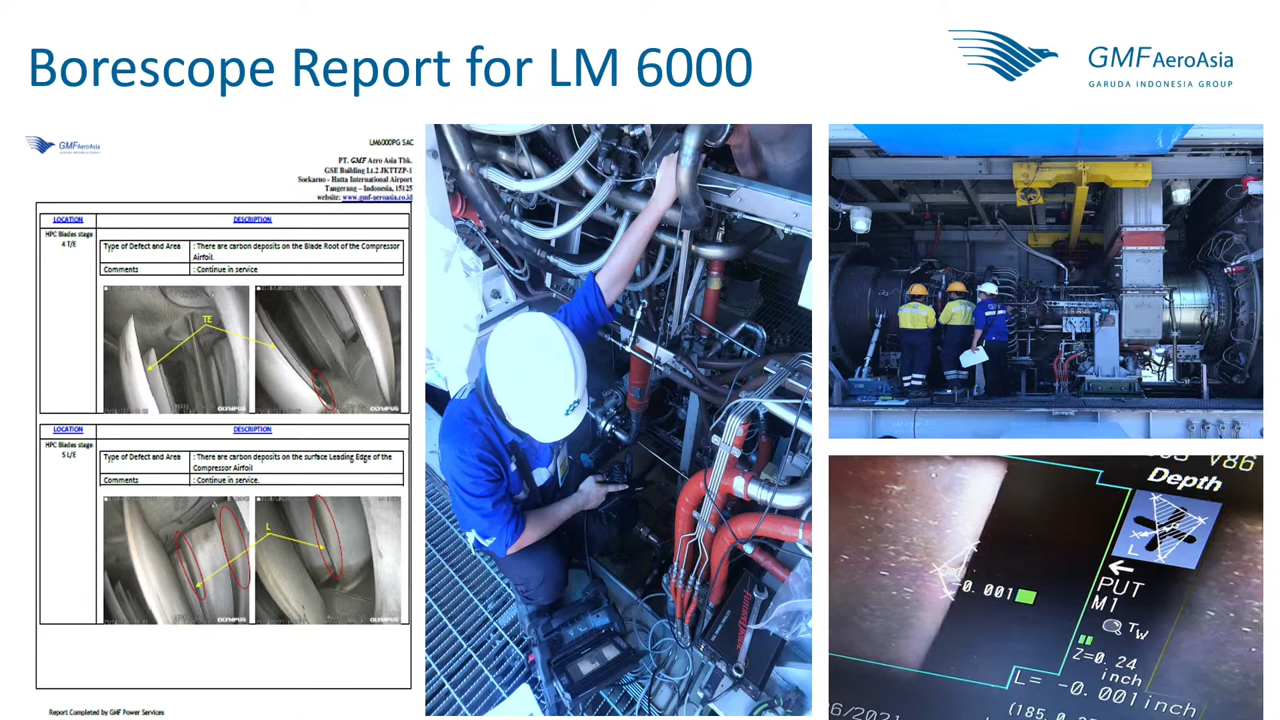 Borescope Report for LM 6000
GMF AeroAsia
GARUDA INDONESIA GROUP
GMF AeroAsia
LM6000PG SAC
PT. GMF Aero Asia Tbk.
GSE Building Lt.2 JKTTZP-1
Soekarno - Hatta International Airport
Tangerang – Indonesia, 15125
website: www.gmf-aeroasia.co.id
LOCATION DESCRIPTION
HPC Blades stage
4 T/E
Type of Defect and Area : There are carbon deposits on the Blade Root of the Compressor
Airfoil.
Comments : Continue in service
TE
OLYMPUS OLYMPUS
LOCATION DESCRIPTION
HPC Blades stage
5 L/E
Type of Defect and Area : There are carbon deposits on the surface Leading Edge of the
Compressor Airfoil
Comments : Continue in service.
L
OLYMPUS OLYMPUS
Report Completed by GMF Power Services
V86
Depth
L
-0.001
PUT
M1
TW
Z=0.24
inch
L= -0.001inch